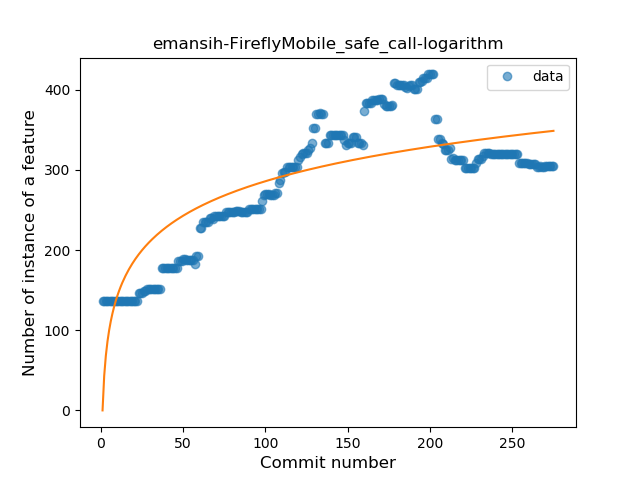 emansih-FireflyMobile_safe_call-logarithm
data
Number of instance of a feature
400
300
200
100
0
0 50 100 150 200 250
Commit number